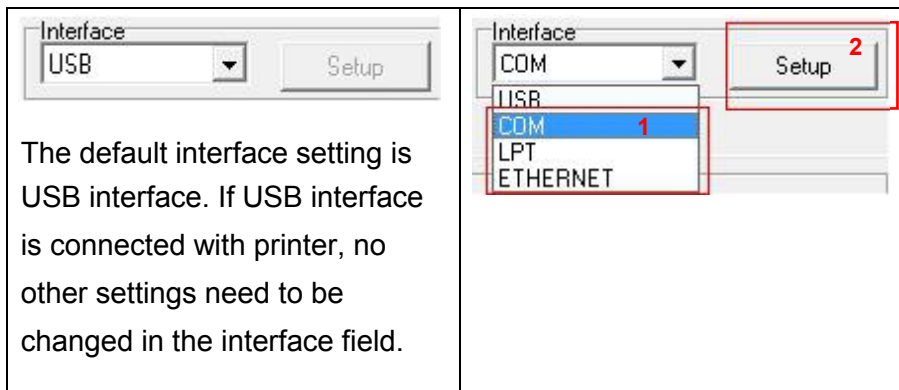 Interface
USB
Setup
The default interface setting is
USB interface. If USB interface
is connected with printer, no
other settings need to be
changed in the interface field.
Interface
COM
Setup
2
USB
COM
1
LPT
ETHERNET